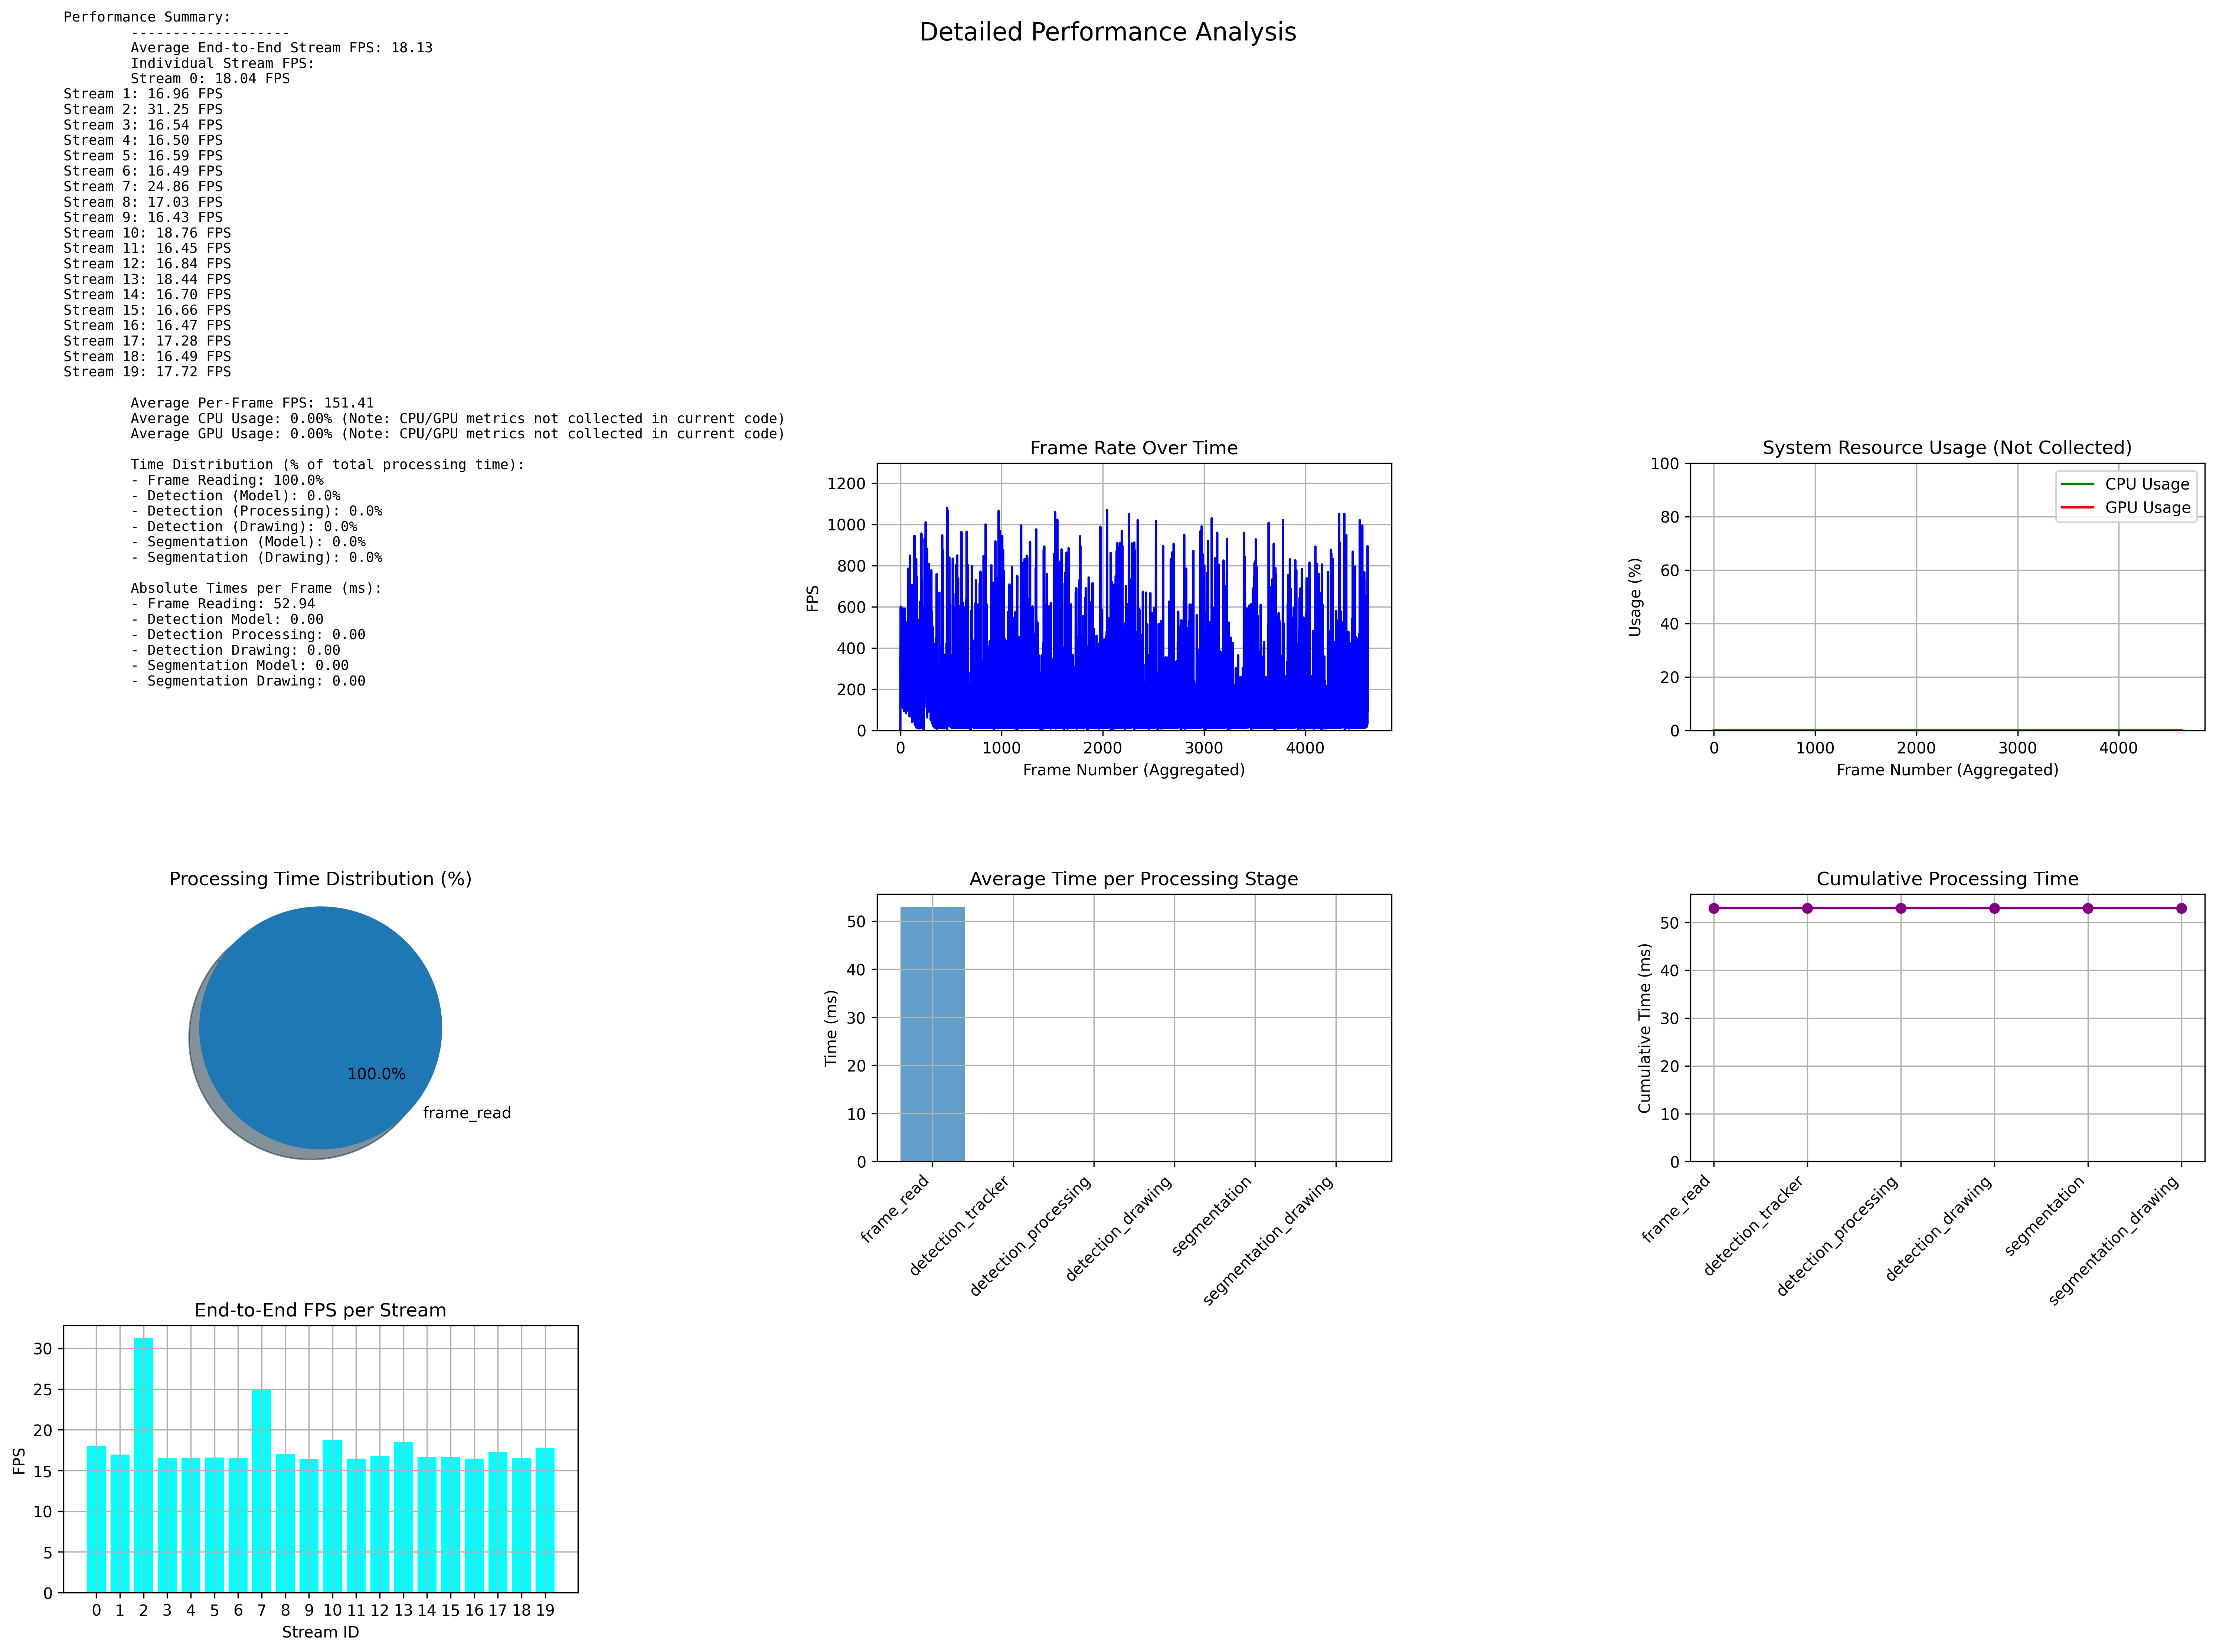 Performance Summary:
-------------------
Average End-to-End Stream FPS: 18.13
Individual Stream FPS:
Stream 0: 18.04 FPS
Stream 1: 16.96 FPS
Stream 2: 31.25 FPS
Stream 3: 16.54 FPS
Stream 4: 16.50 FPS
Stream 5: 16.59 FPS
Stream 6: 16.49 FPS
Stream 7: 24.86 FPS
Stream 8: 17.03 FPS
Stream 9: 16.43 FPS
Stream 10: 18.76 FPS
Stream 11: 16.45 FPS
Stream 12: 16.84 FPS
Stream 13: 18.44 FPS
Stream 14: 16.70 FPS
Stream 15: 16.66 FPS
Stream 16: 16.47 FPS
Stream 17: 17.28 FPS
Stream 18: 16.49 FPS
Stream 19: 17.72 FPS
Average Per-Frame FPS: 151.41
Average CPU Usage: 0.00% (Note: CPU/GPU metrics not collected in current code)
Average GPU Usage: 0.00% (Note: CPU/GPU metrics not collected in current code)
Time Distribution (% of total processing time):
- Frame Reading: 100.0%
- Detection (Model): 0.0%
- Detection (Processing): 0.0%
- Detection (Drawing): 0.0%
- Segmentation (Model): 0.0%
- Segmentation (Drawing): 0.0%
Absolute Times per Frame (ms):
- Frame Reading: 52.94
- Detection Model: 0.00
- Detection Processing: 0.00
- Detection Drawing: 0.00
- Segmentation Model: 0.00
- Segmentation Drawing: 0.00
Detailed Performance Analysis
Frame Rate Over Time
FPS
1200
1000
800
600
400
200
0
0 1000 2000 3000 4000
Frame Number (Aggregated)
System Resource Usage (Not Collected)
CPU Usage
GPU Usage
Usage (%)
100
80
60
40
20
0
0 1000 2000 3000 4000
Frame Number (Aggregated)
Processing Time Distribution (%)
100.0%
frame_read
Average Time per Processing Stage
Time (ms)
50
40
30
20
10
0
frame_read
detection_tracker
detection_processing
detection_drawing
segmentation
segmentation_drawing
Cumulative Processing Time
Cumulative Time (ms)
50
40
30
20
10
0
frame_read
detection_tracker
detection_processing
detection_drawing
segmentation
segmentation_drawing
End-to-End FPS per Stream
FPS
30
25
20
15
10
5
0
0 1 2 3 4 5 6 7 8 9 10 11 12 13 14 15 16 17 18 19
Stream ID